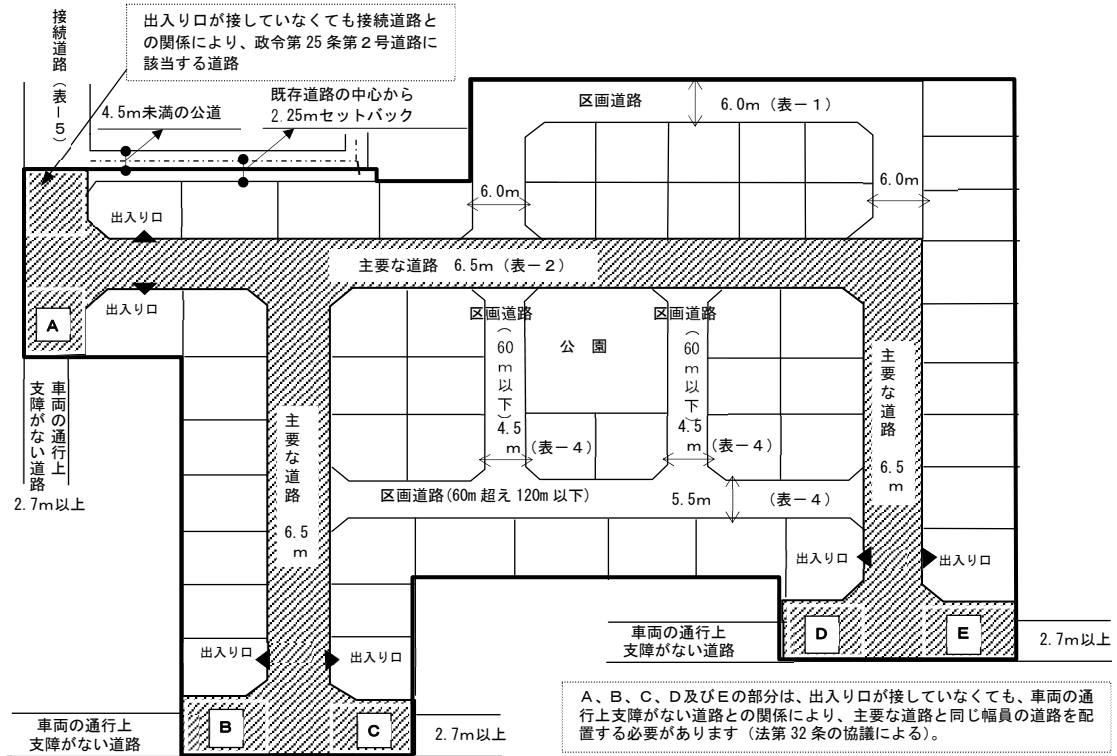 接続道路（表－５）
出入り口が接していなくても接続道路と
の関係により、政令第 25 条第２号道路に
該当する道路
4.5ｍ未満の公道
既存道路の中心から
2.25ｍセットバック
区画道路
6.0ｍ（表－１）
6.0ｍ
6.0ｍ
出入り口
主要な道路 6.5ｍ（表－２）
出入り口
A
区画道路
（60ｍ以下）
4.5
ｍ
（表－４）
公 園
区画道路
（60ｍ以下）
4.5
ｍ
（表－４）
主要な道路
6.5
ｍ
車両の通行上
支障がない道路
2.7ｍ以上
主要な道路
6.5
ｍ
区画道路(60ｍ超え 120ｍ以下)
5.5ｍ
（表－４）
出入り口
出入り口
出入り口
出入り口
車両の通行上
支障がない道路
D
E
2.7ｍ以上
車両の通行上
支障がない道路
B
C
2.7ｍ以上
A、B、C、D及びEの部分は、出入り口が接していなくても、車両の通
行上支障がない道路との関係により、主要な道路と同じ幅員の道路を配
置する必要があります（法第 32 条の協議による）。